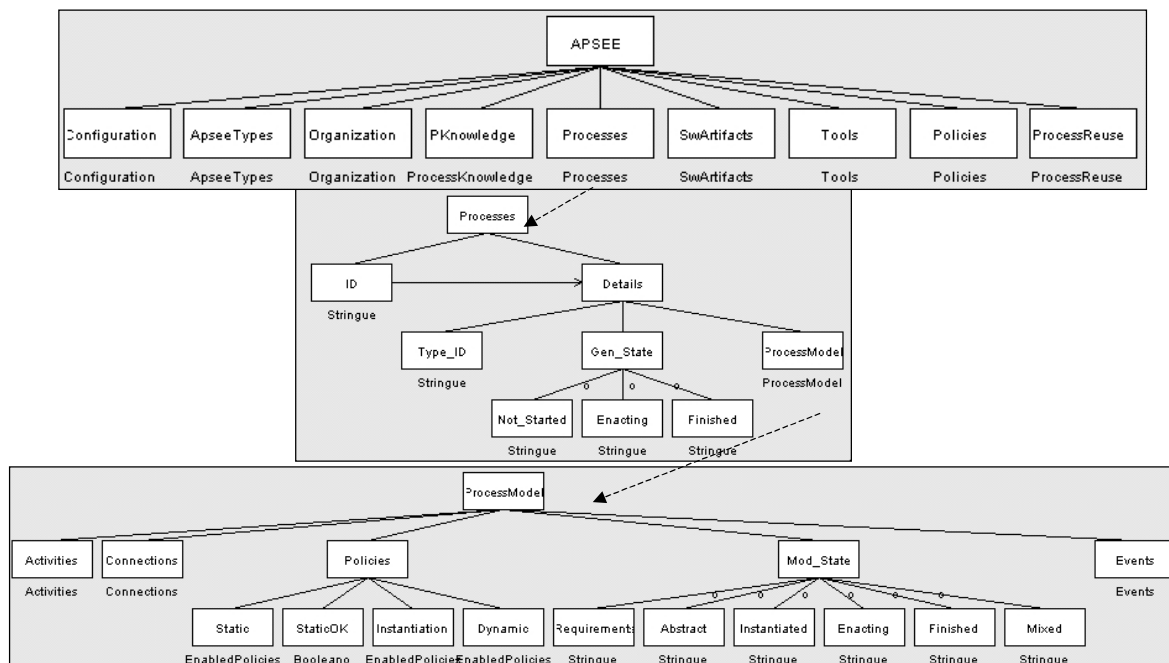 APSEE
Configuration ApseeTypes Organization PKnowledge Processes SwArtifacts Tools Policies ProcessReuse
Configuration ApseeTypes Organization ProcessKnowledge Processes SwArtifacts Tools Policies ProcessReuse
Processes
ID Details
Stringue
Type_ID Gen_State ProcessModel
Stringue ProcessModel
o o o
Not_Started Enacting Finished
Stringue Stringue Stringue
ProcessModel
Activities Connections Policies Mod_State Events
Activities Connections Events
o o o o o o
Static StaticOK Instantiation Dynamic Requirements Abstract Instantiated Enacting Finished Mixed
EnabledPolicies Booleano EnabledPolicies EnabledPolicies Stringue Stringue Stringue Stringue Stringue Stringue